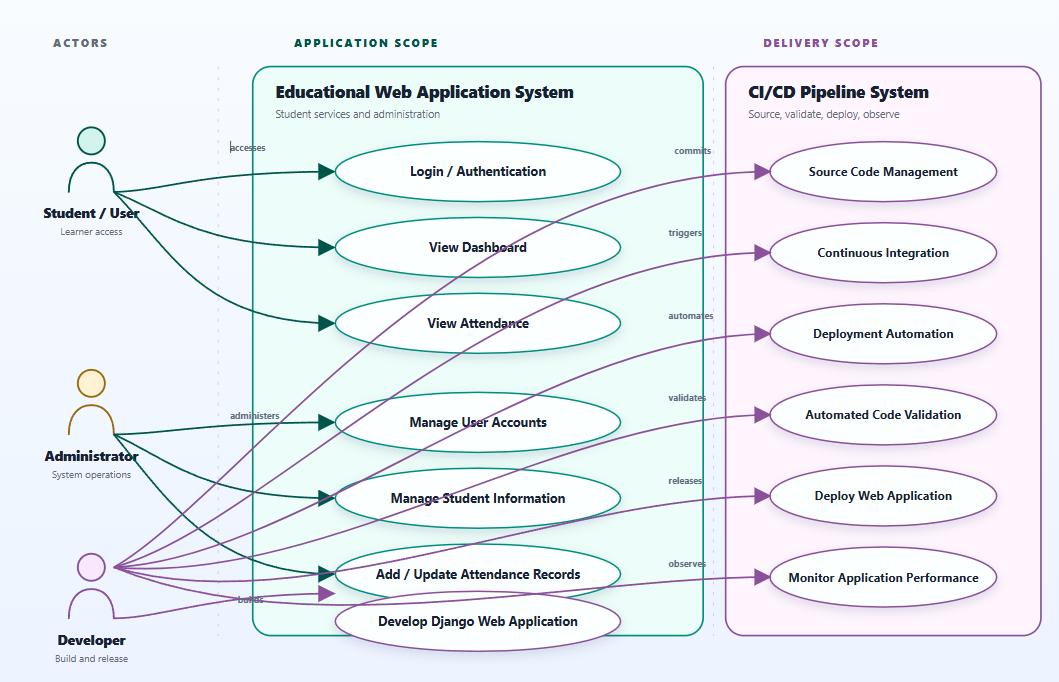 ACTORS
APPLICATION SCOPE
DELIVERY SCOPE
Educational Web Application System
Student services and administration
CI/CD Pipeline System
Source, validate, deploy, observe
Student / User
Learner access
Administrator
System operations
Developer
Build and release
accesses
administers
builds
Login / Authentication
View Dashboard
View Attendance
Manage User Accounts
Manage Student Information
Add / Update Attendance Records
Develop Django Web Application
commits
triggers
automates
validates
releases
observes
Source Code Management
Continuous Integration
Deployment Automation
Automated Code Validation
Deploy Web Application
Monitor Application Performance